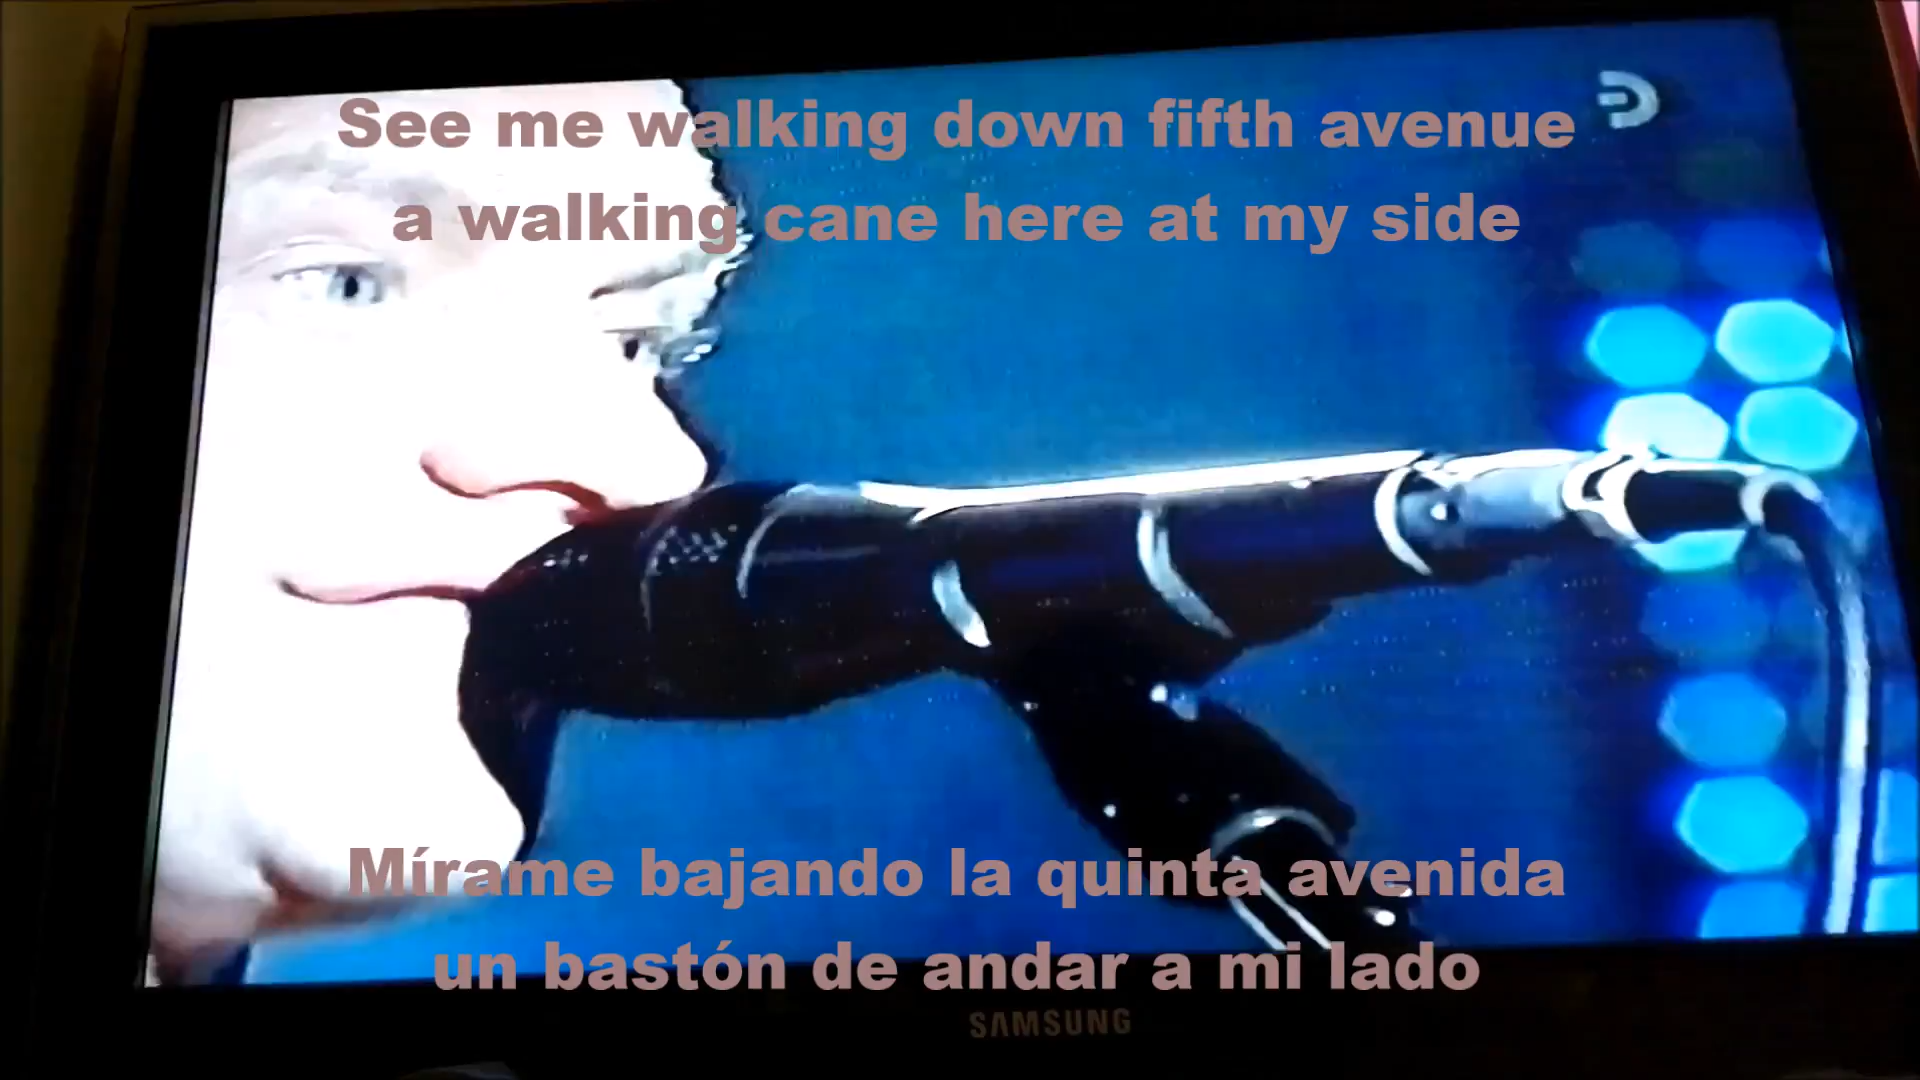 See me walking down fifth avenue
a walking cane here at my side
Mírame bajando la quinta avenida
un bastón de andar a mi lado
SAMSUNG